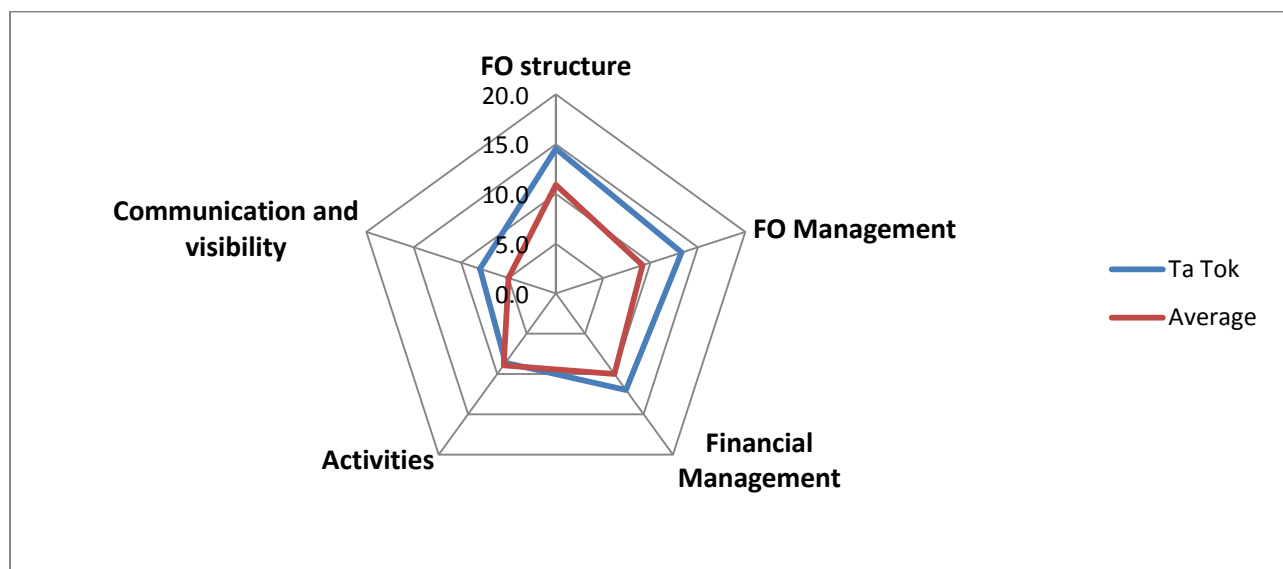 FO structure
20.0
15.0
10.0
5.0
0.0
Communication and
visibility
FO Management
Ta Tok
Average
Activities
Financial
Management